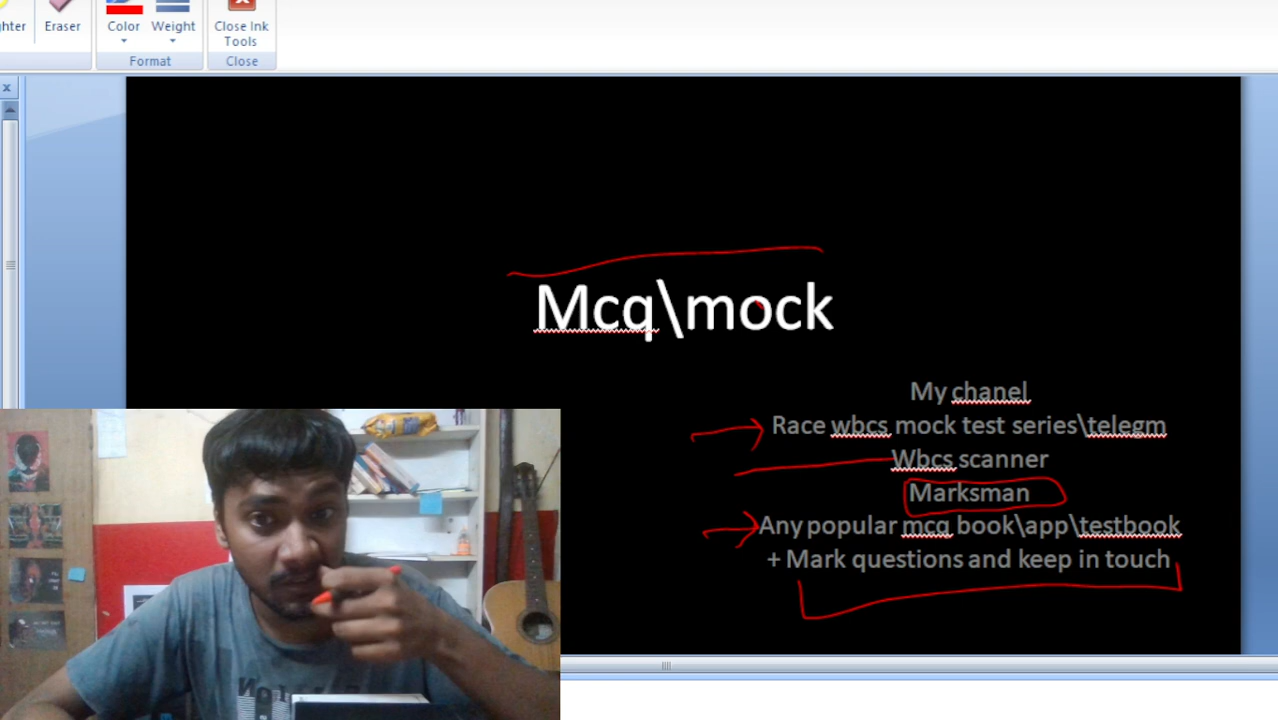 Eraser
Color
Weight
Close Ink
Tools
Format
Close
Mcq\mock
My chanel
Race wbcs mock test series\telegm
Wbcs scanner
Marksman
Any popular mcq book\app\testbook
+ Mark questions and keep in touch